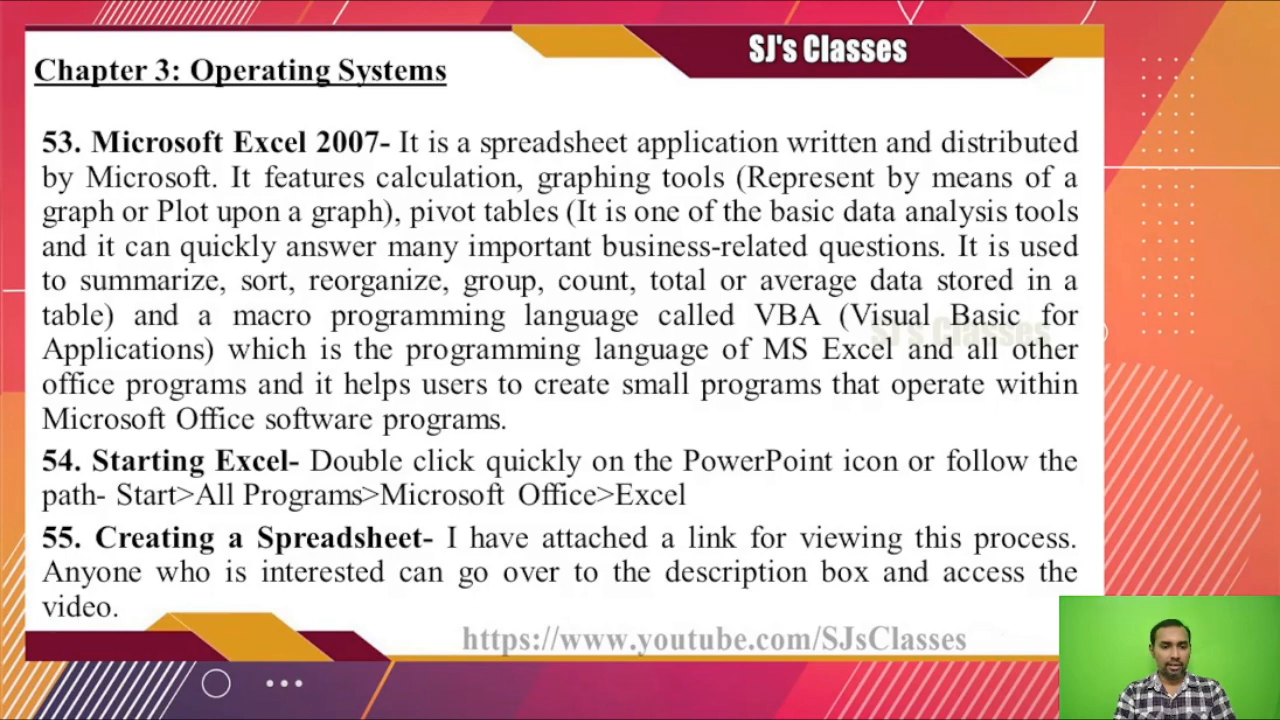 SJ's Classes
Chapter 3: Operating Systems
53. Microsoft Excel 2007- It is a spreadsheet application written and distributed
by Microsoft. It features calculation, graphing tools (Represent by means of a
graph or Plot upon a graph), pivot tables (It is one of the basic data analysis tools
and it can quickly answer many important business-related questions. It is used
to summarize, sort, reorganize, group, count, total or average data stored in a
table) and a macro programming language called VBA (Visual Basic for
Applications) which is the programming language of MS Excel and all other
office programs and it helps users to create small programs that operate within
Microsoft Office software programs.
54. Starting Excel- Double click quickly on the PowerPoint icon or follow the
path- Start>All Programs>Microsoft Office>Excel
55. Creating a Spreadsheet- I have attached a link for viewing this process.
Anyone who is interested can go over to the description box and access the
video.
SJ's Classes
https://www.youtube.com/SJsClasses